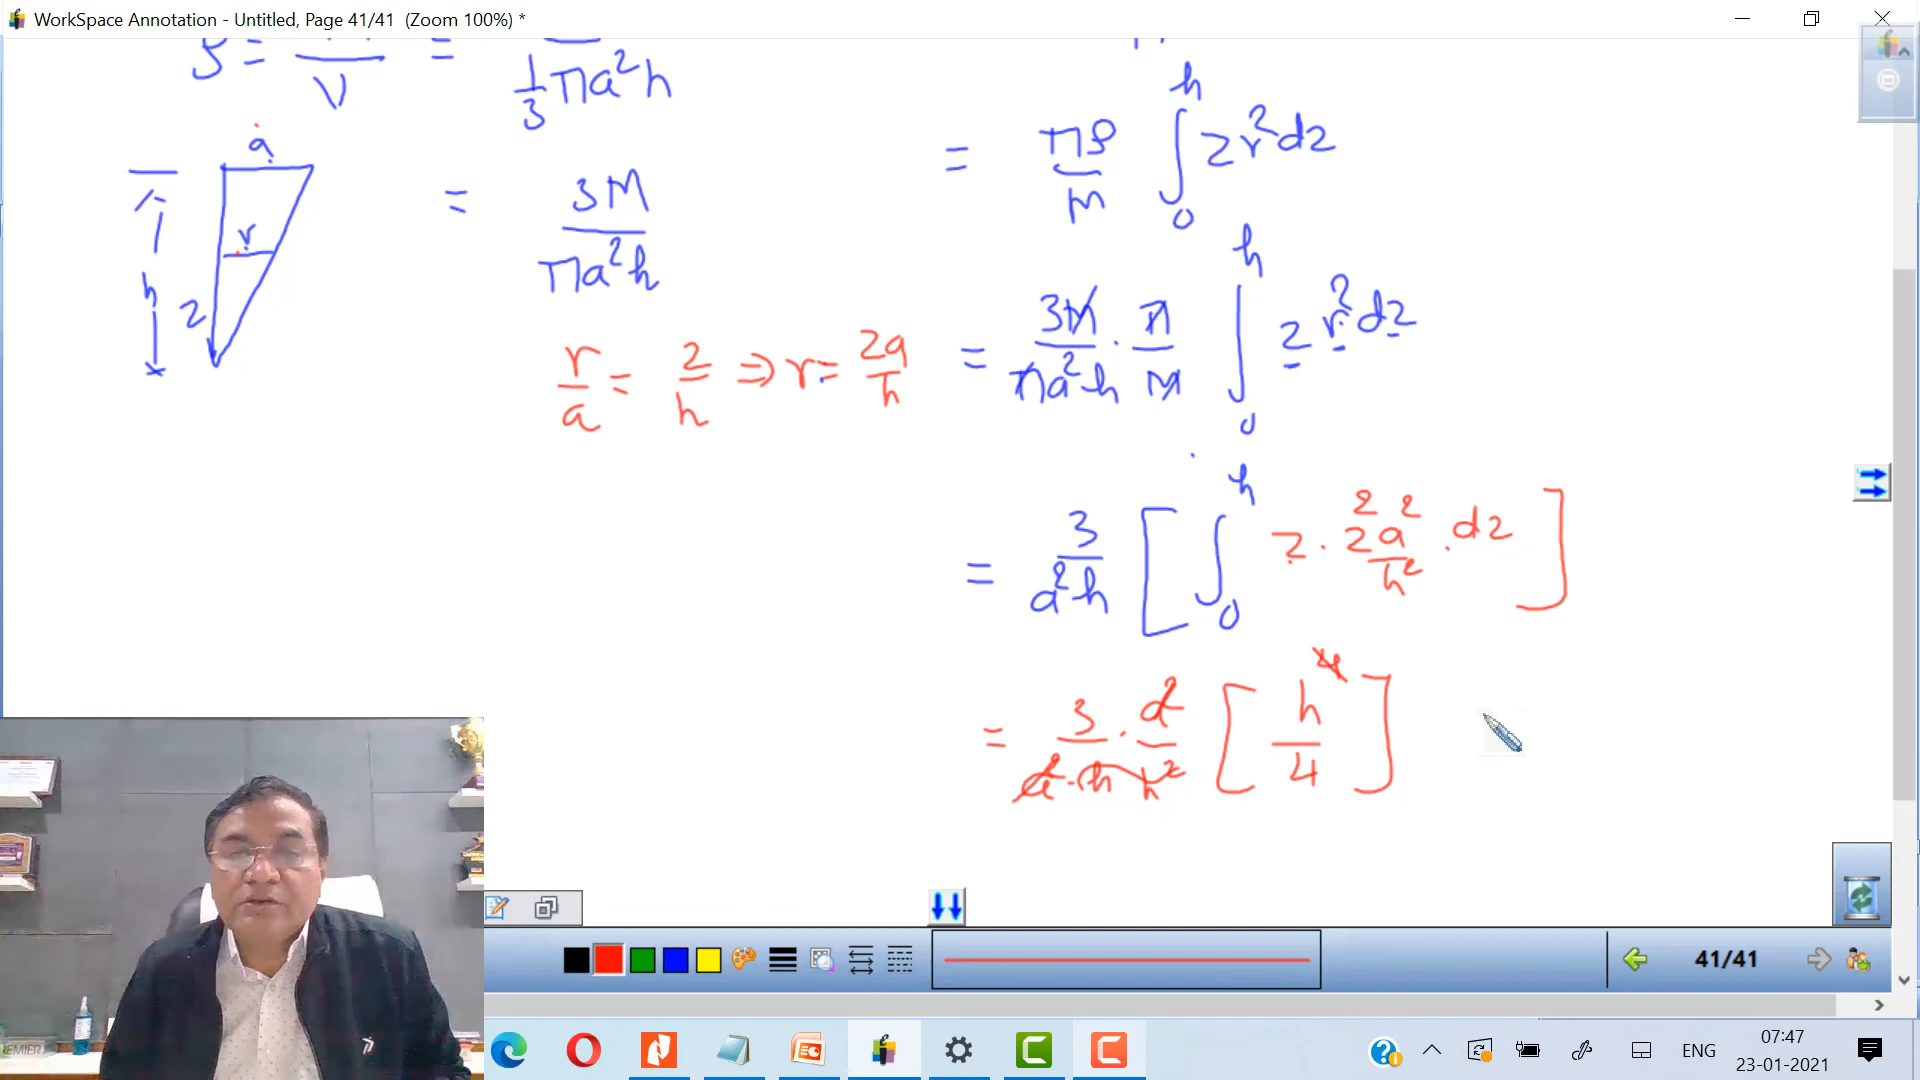 WorkSpace Annotation - Untitled, Page 41/41 (Zoom 100%) *
ρ = M/V = 1/3 πa²h
= 3M/πa²h
a
r
h
z
r/a = z/h ⇒ r = za/h
= πρ/M ∫₀ʰ z r² dz
= 3M/πa²h · π/M ∫₀ʰ z r² dz
= 3/a²h [ ∫₀ʰ z · z²a²/h² · dz ]
= 3/a²·h · a²/h² [ h⁴/4 ]
41/41
ENG
07:47
23-01-2021